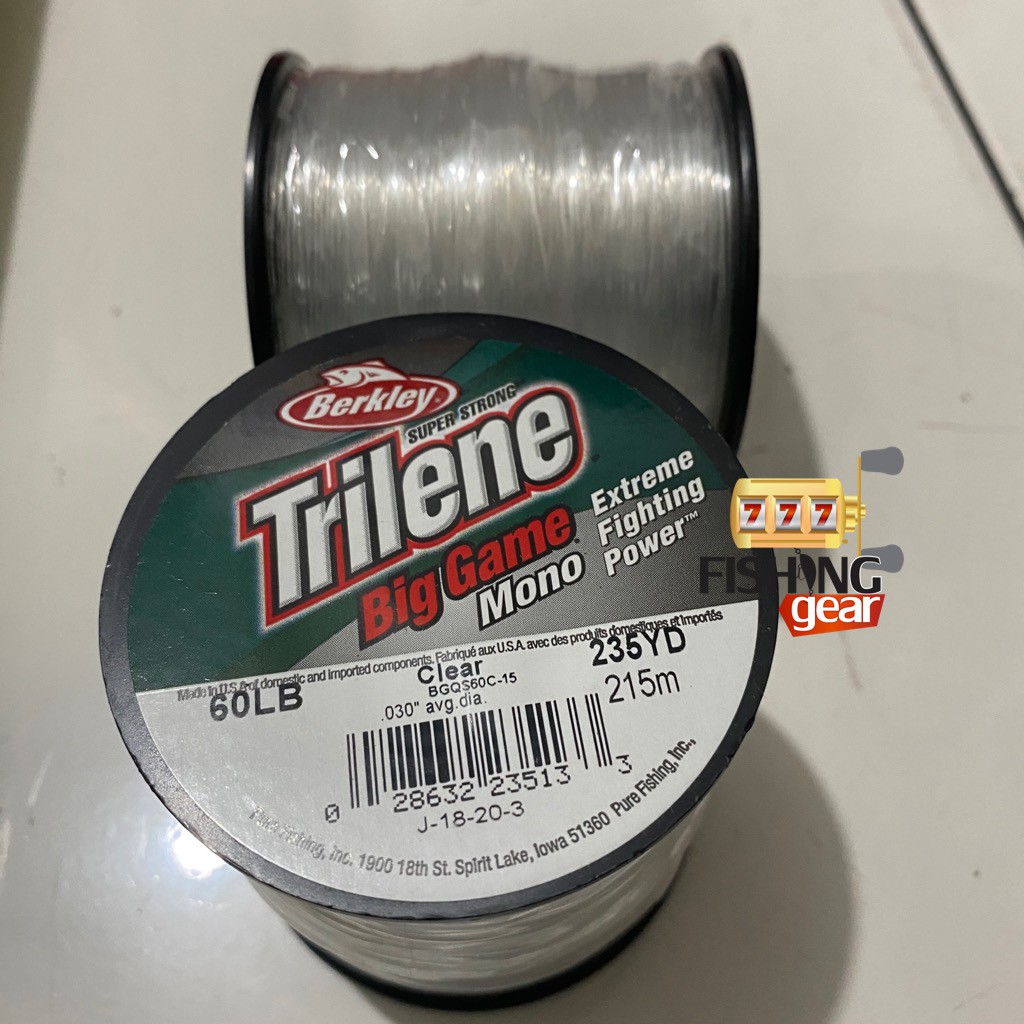 Berkley
SUPER STRONG
Trilene
Big Game
Mono
Extreme
Fighting
Power™
Made in U.S.A of domestic and imported components. Fabriqué aux U.S.A. avec des produits domestiques et importés
60LB
Clear
BGQS60C-15
.030" avg.dia.
235YD
215m
0 28632 23513 3
J-18-20-3
Pure Fishing, Inc. 1900 18th St. Spirit Lake, Iowa 51360 Pure Fishing, Inc.,
777
FISHING
gear